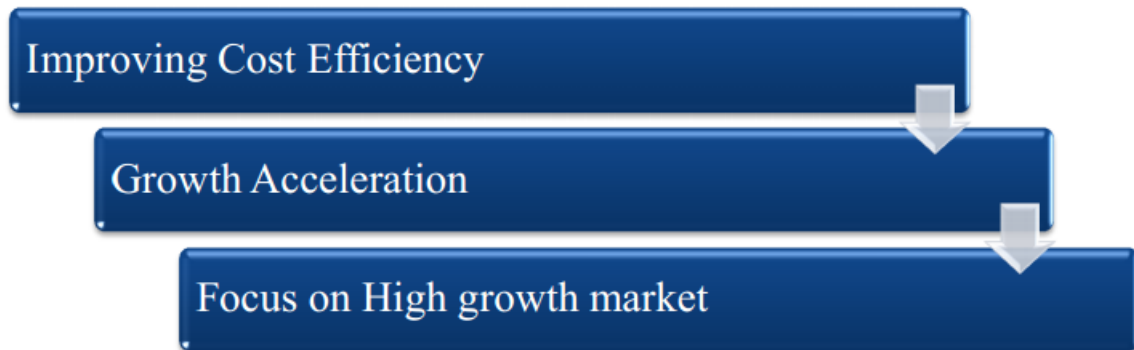 Improving Cost Efficiency
Growth Acceleration
Focus on High growth market